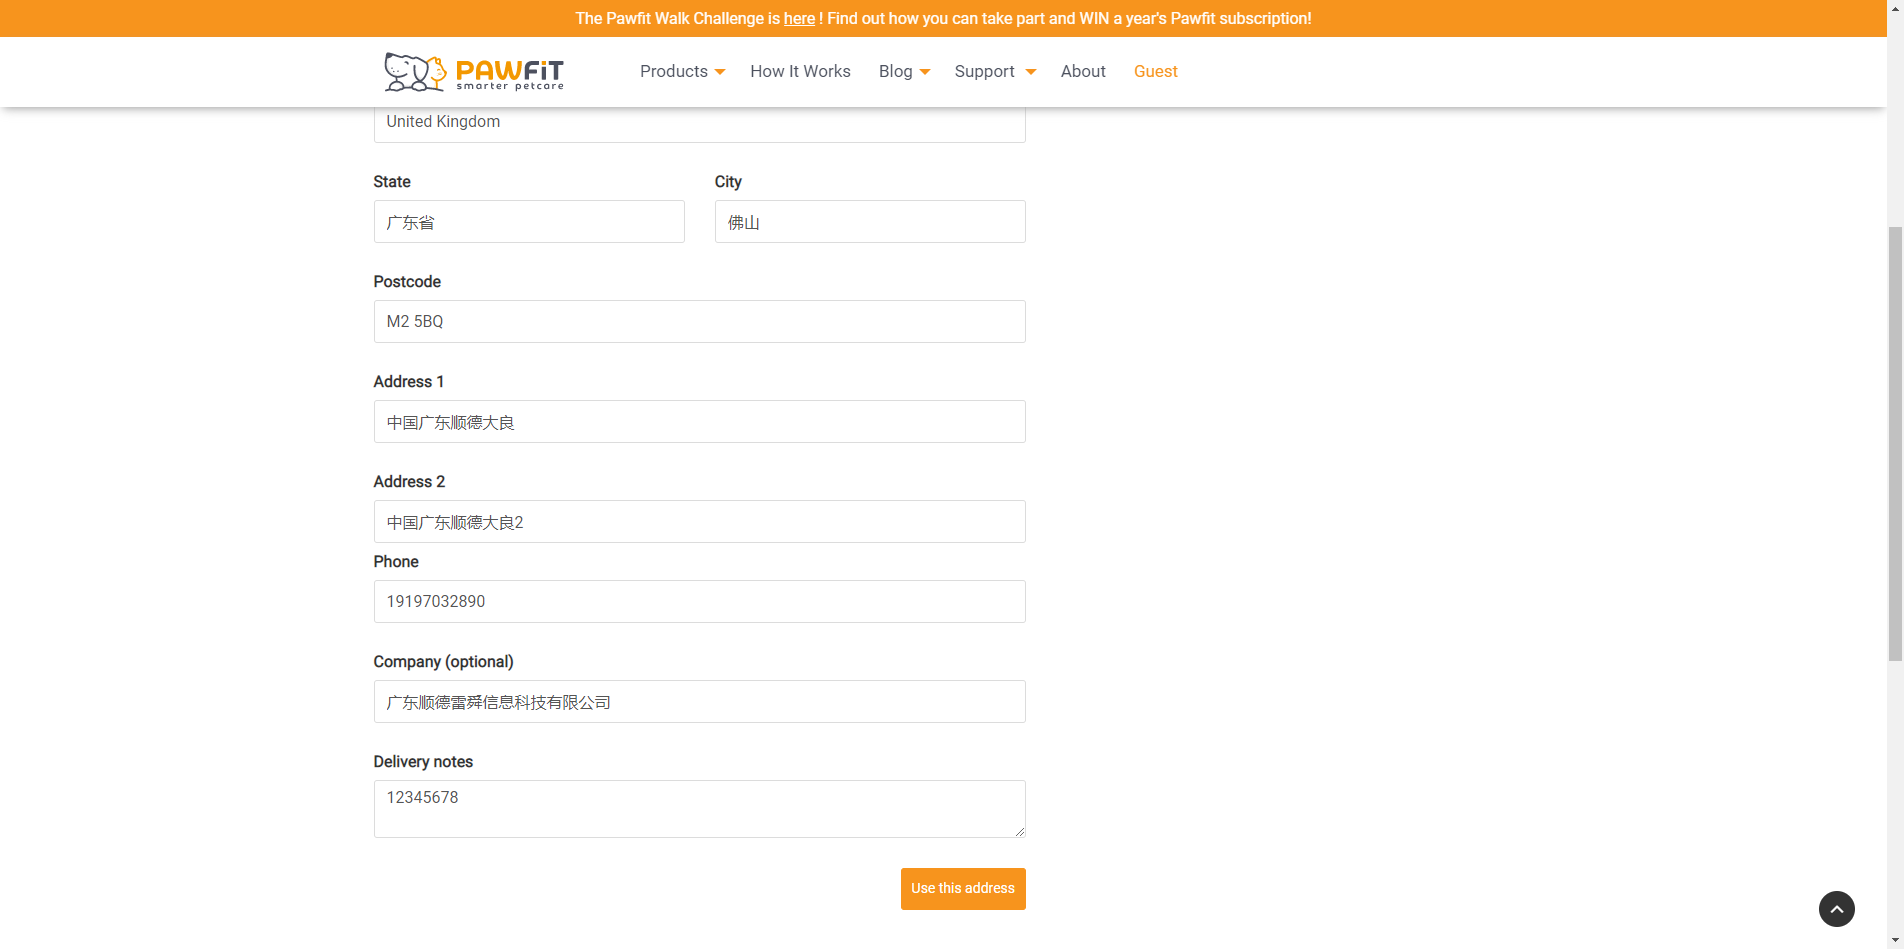 The Pawfit Walk Challenge is here ! Find out how you can take part and WIN a year's Pawfit subscription!
PAWFiT
smarter petcare
Products How It Works Blog Support About Guest
United Kingdom
State City
广东省 佛山
Postcode
M2 5BQ
Address 1
中国广东顺德大良
Address 2
中国广东顺德大良2
Phone
19197032890
Company (optional)
广东顺德雷舜信息科技有限公司
Delivery notes
12345678
Use this address